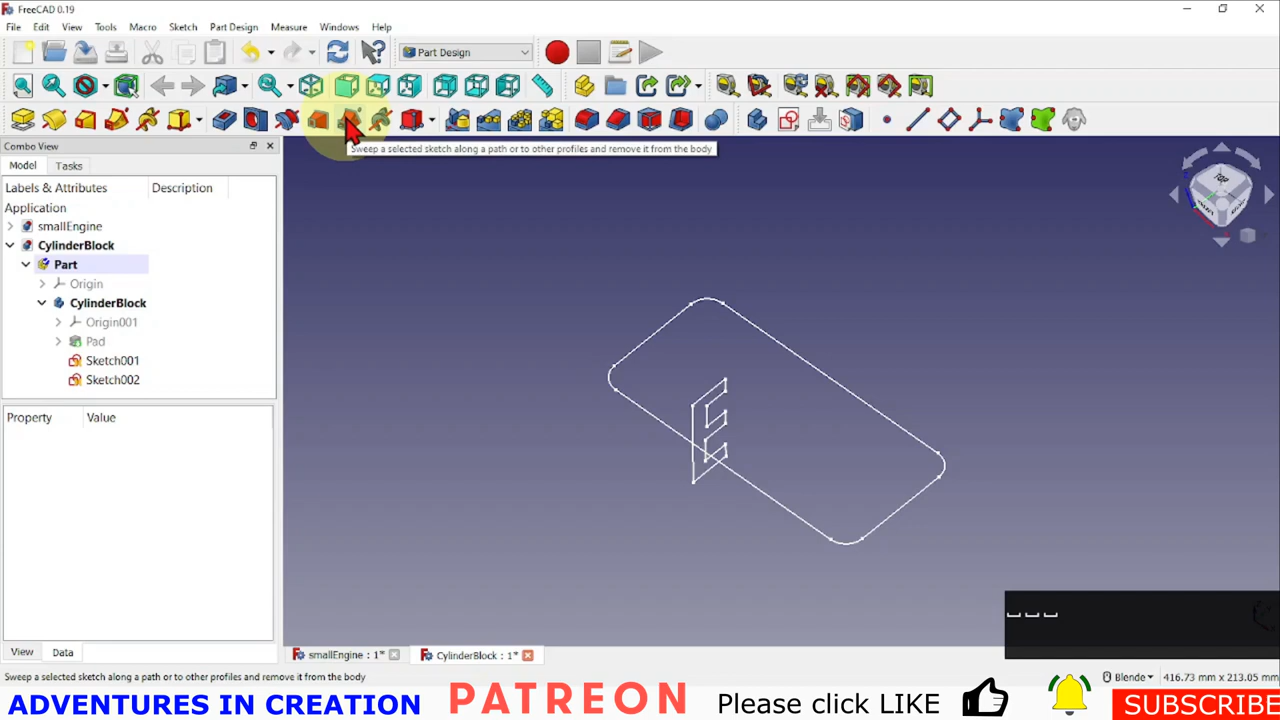 FreeCAD 0.19
File Edit View Tools Macro Sketch Part Design Measure Windows Help
Part Design
Combo View
Sweep a selected sketch along a path or to other profiles and remove it from the body
Model Tasks
Labels & Attributes Description
Application
smallEngine
CylinderBlock
Part
Origin
CylinderBlock
Origin001
Pad
Sketch001
Sketch002
TOP
Property Value
View Data
smallEngine : 1*
CylinderBlock : 1*
Sweep a selected sketch along a path or to other profiles and remove it from the body
Blende
416.73 mm x 213.05 mm
ADVENTURES IN CREATION PATREON Please click LIKE SUBSCRIBE